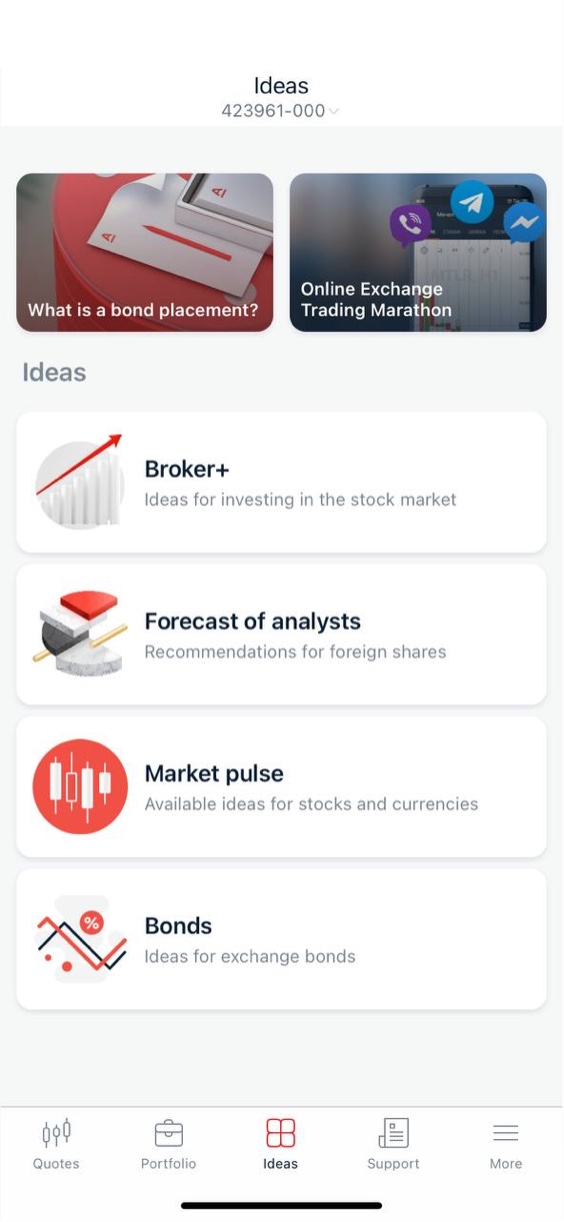 Ideas
423961-000
What is a bond placement?
Online Exchange
Trading Marathon
MTLR_H1
Ideas
Broker+
Ideas for investing in the stock market
Forecast of analysts
Recommendations for foreign shares
Market pulse
Available ideas for stocks and currencies
%
Bonds
Ideas for exchange bonds
Quotes
Portfolio
Ideas
Support
More